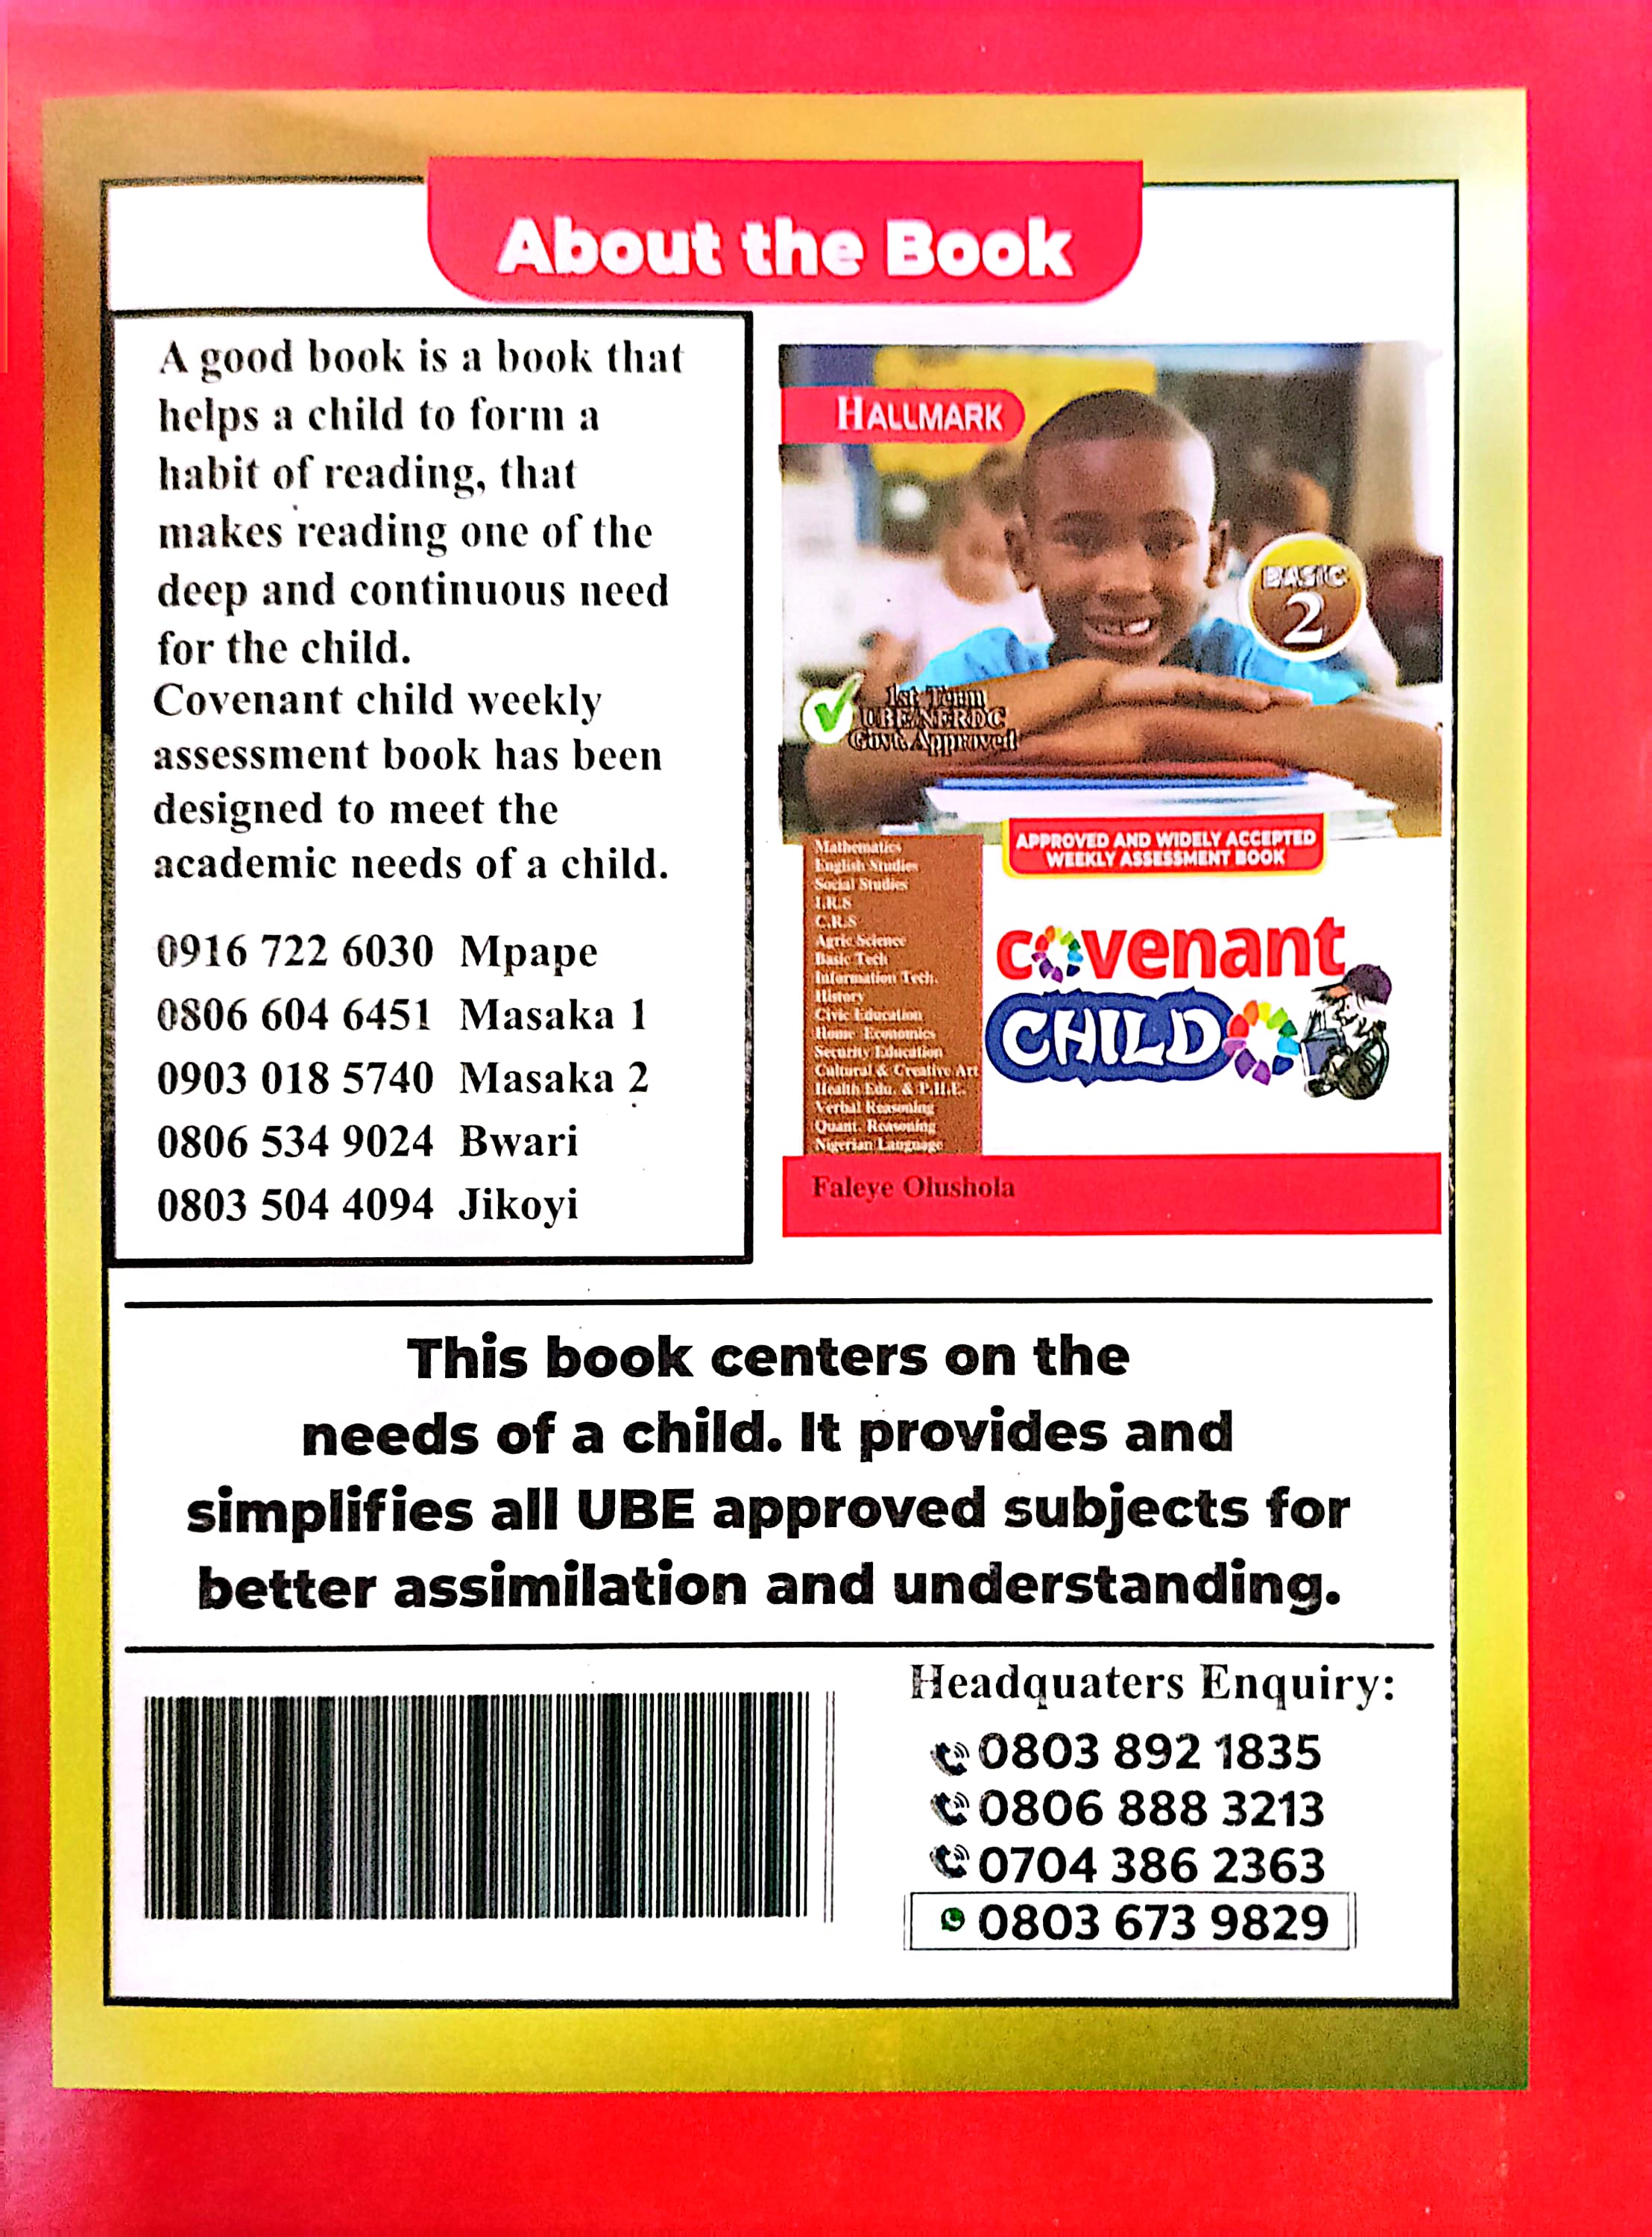 About the Book
A good book is a book that
helps a child to form a
habit of reading, that
makes reading one of the
deep and continuous need
for the child.
Covenant child weekly
assessment book has been
designed to meet the
academic needs of a child.
0916 722 6030 Mpape
0806 604 6451 Masaka 1
0903 018 5740 Masaka 2
0806 534 9024 Bwari
0803 504 4094 Jikoyi
HALLMARK
BASIC
2
1st Term
UBE/NERDC
Govt. Approved
APPROVED AND WIDELY ACCEPTED
WEEKLY ASSESSMENT BOOK
Mathematics
English Studies
Social Studies
I.R.S
C.R.S
Agric Science
Basic Tech
Information Tech.
History
Civic Education
Home Economics
Security Education
Cultural & Creative Art
Health Edu. & P.H.E.
Verbal Reasoning
Quant. Reasoning
Nigerian Language
covenant
CHILD
Faleye Olushola
This book centers on the
needs of a child. It provides and
simplifies all UBE approved subjects for
better assimilation and understanding.
Headquaters Enquiry:
0803 892 1835
0806 888 3213
0704 386 2363
0803 673 9829